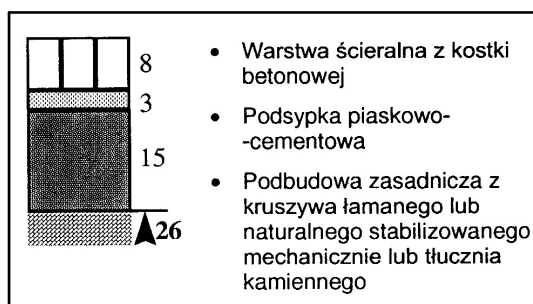 8
3
15
26
• Warstwa ścieralna z kostki
betonowej
• Podsypka piaskowo-
-cementowa
• Podbudowa zasadnicza z
kruszywa łamanego lub
naturalnego stabilizowanego
mechanicznie lub tłucznia
kamiennego